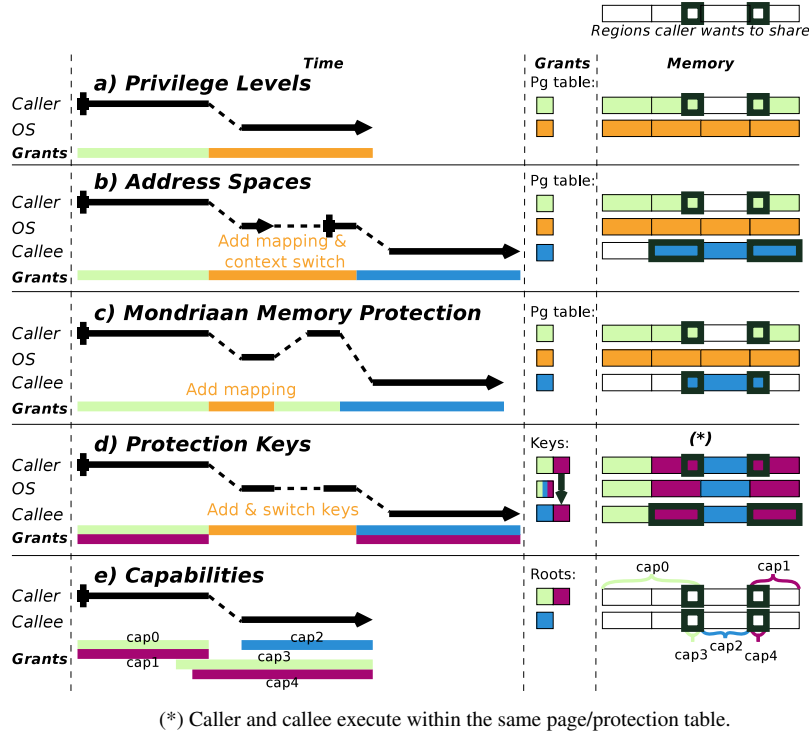 Regions caller wants to share
Time Grants Memory
a) Privilege Levels Pg table:
Caller
OS
Grants
b) Address Spaces Pg table:
Caller
OS
Add mapping &
Callee
context switch
Grants
c) Mondriaan Memory Protection Pg table:
Caller
OS
Callee
Add mapping
Grants
d) Protection Keys Keys: (*)
Caller
OS
Add & switch keys
Callee
Grants
e) Capabilities Roots: cap0 cap1
Caller
Callee
cap0 cap2
Grants cap1 cap3 cap3 cap2 cap4
cap4
(*) Caller and callee execute within the same page/protection table.